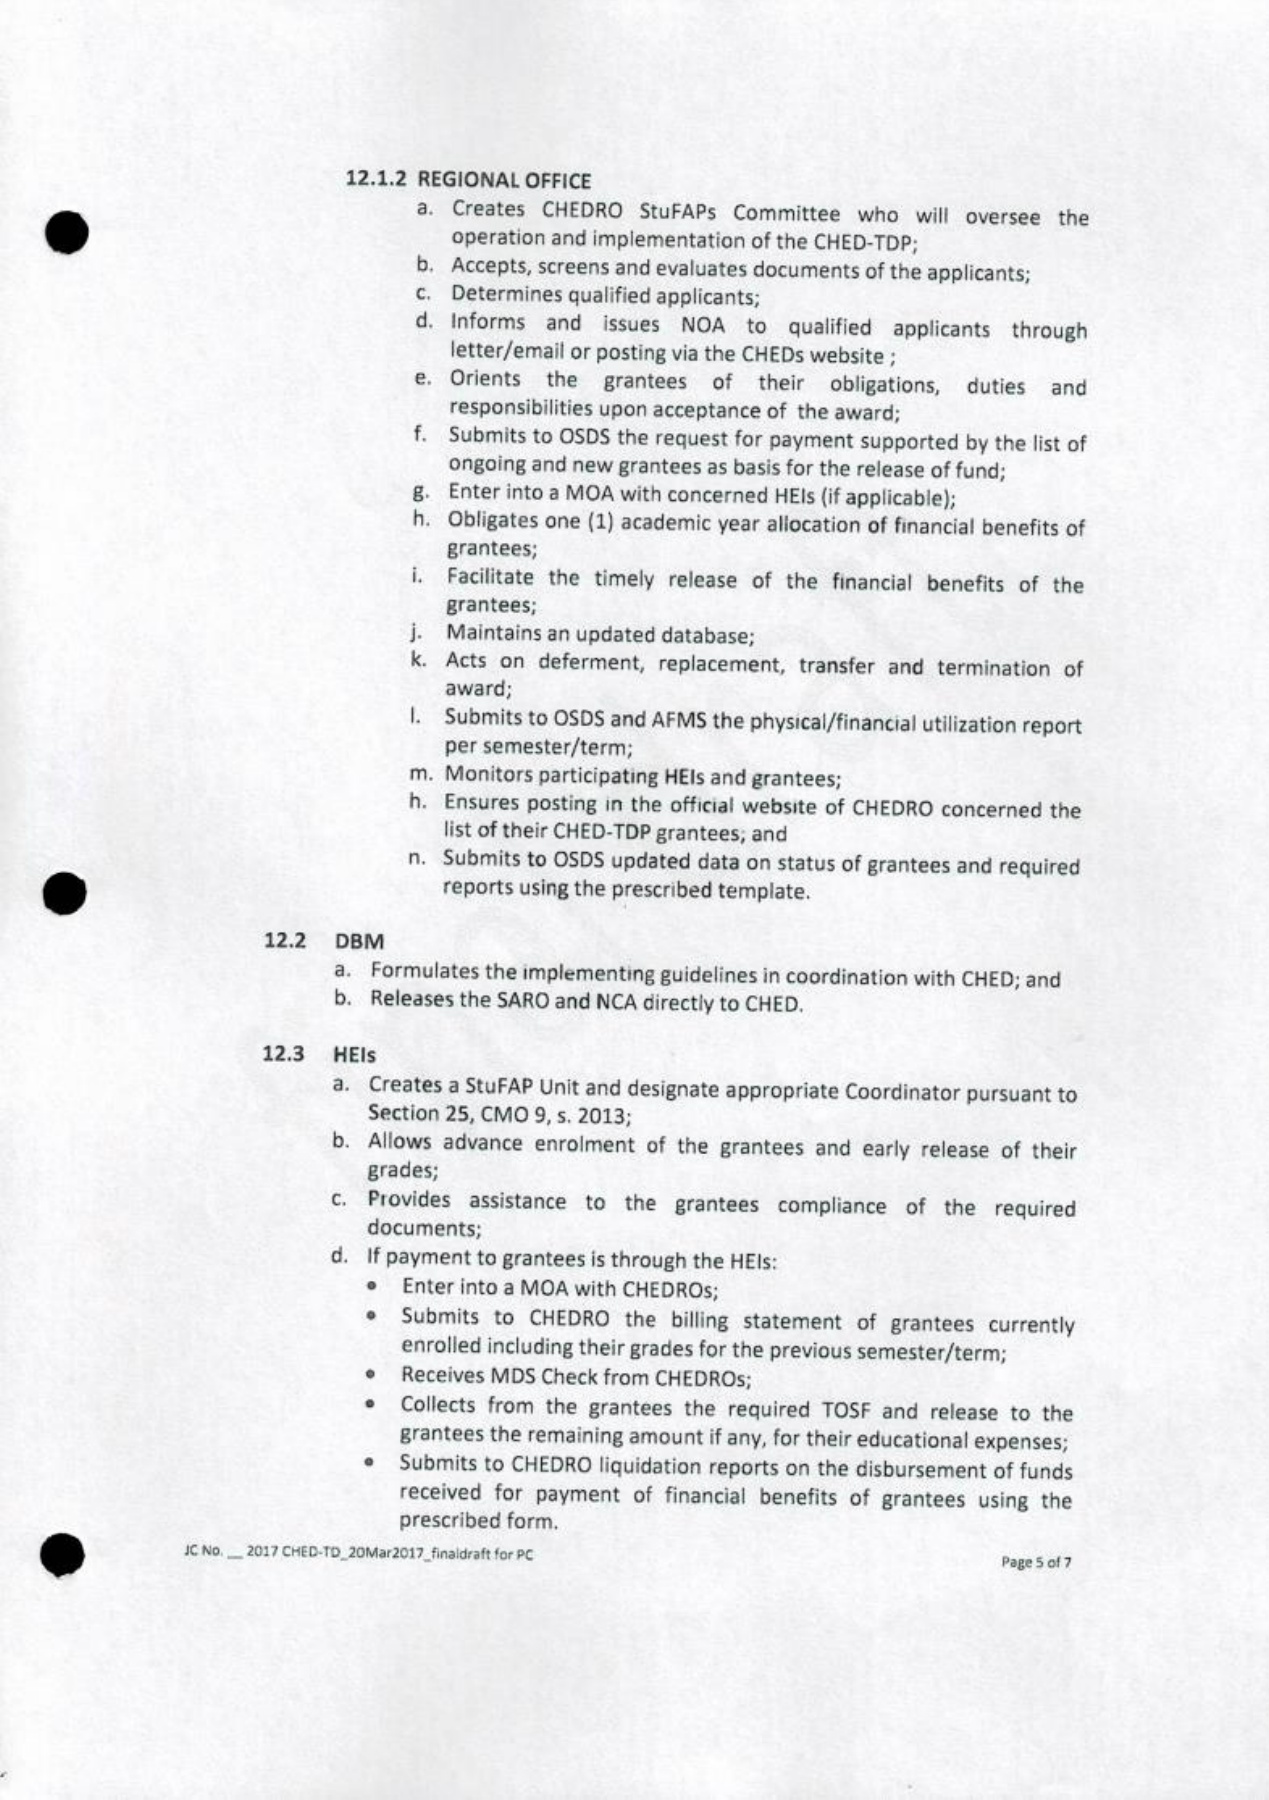 12.1.2 REGIONAL OFFICE
a. Creates CHEDRO StuFAPs Committee who will oversee the
operation and implementation of the CHED-TDP;
b. Accepts, screens and evaluates documents of the applicants;
c. Determines qualified applicants;
d. Informs and issues NOA to qualified applicants through
letter/email or posting via the CHEDs website ;
e. Orients the grantees of their obligations, duties and
responsibilities upon acceptance of the award;
f. Submits to OSDS the request for payment supported by the list of
ongoing and new grantees as basis for the release of fund;
g. Enter into a MOA with concerned HEIs (if applicable);
h. Obligates one (1) academic year allocation of financial benefits of
grantees;
i. Facilitate the timely release of the financial benefits of the
grantees;
j. Maintains an updated database;
k. Acts on deferment, replacement, transfer and termination of
award;
l. Submits to OSDS and AFMS the physical/financial utilization report
per semester/term;
m. Monitors participating HEIs and grantees;
h. Ensures posting in the official website of CHEDRO concerned the
list of their CHED-TDP grantees; and
n. Submits to OSDS updated data on status of grantees and required
reports using the prescribed template.
12.2 DBM
a. Formulates the implementing guidelines in coordination with CHED; and
b. Releases the SARO and NCA directly to CHED.
12.3 HEIs
a. Creates a StuFAP Unit and designate appropriate Coordinator pursuant to
Section 25, CMO 9, s. 2013;
b. Allows advance enrolment of the grantees and early release of their
grades;
c. Provides assistance to the grantees compliance of the required
documents;
d. If payment to grantees is through the HEIs:
• Enter into a MOA with CHEDROs;
• Submits to CHEDRO the billing statement of grantees currently
enrolled including their grades for the previous semester/term;
• Receives MDS Check from CHEDROs;
• Collects from the grantees the required TOSF and release to the
grantees the remaining amount if any, for their educational expenses;
• Submits to CHEDRO liquidation reports on the disbursement of funds
received for payment of financial benefits of grantees using the
prescribed form.
JC No. __ 2017 CHED-TD_20Mar2017_finaldraft for PC
Page 5 of 7